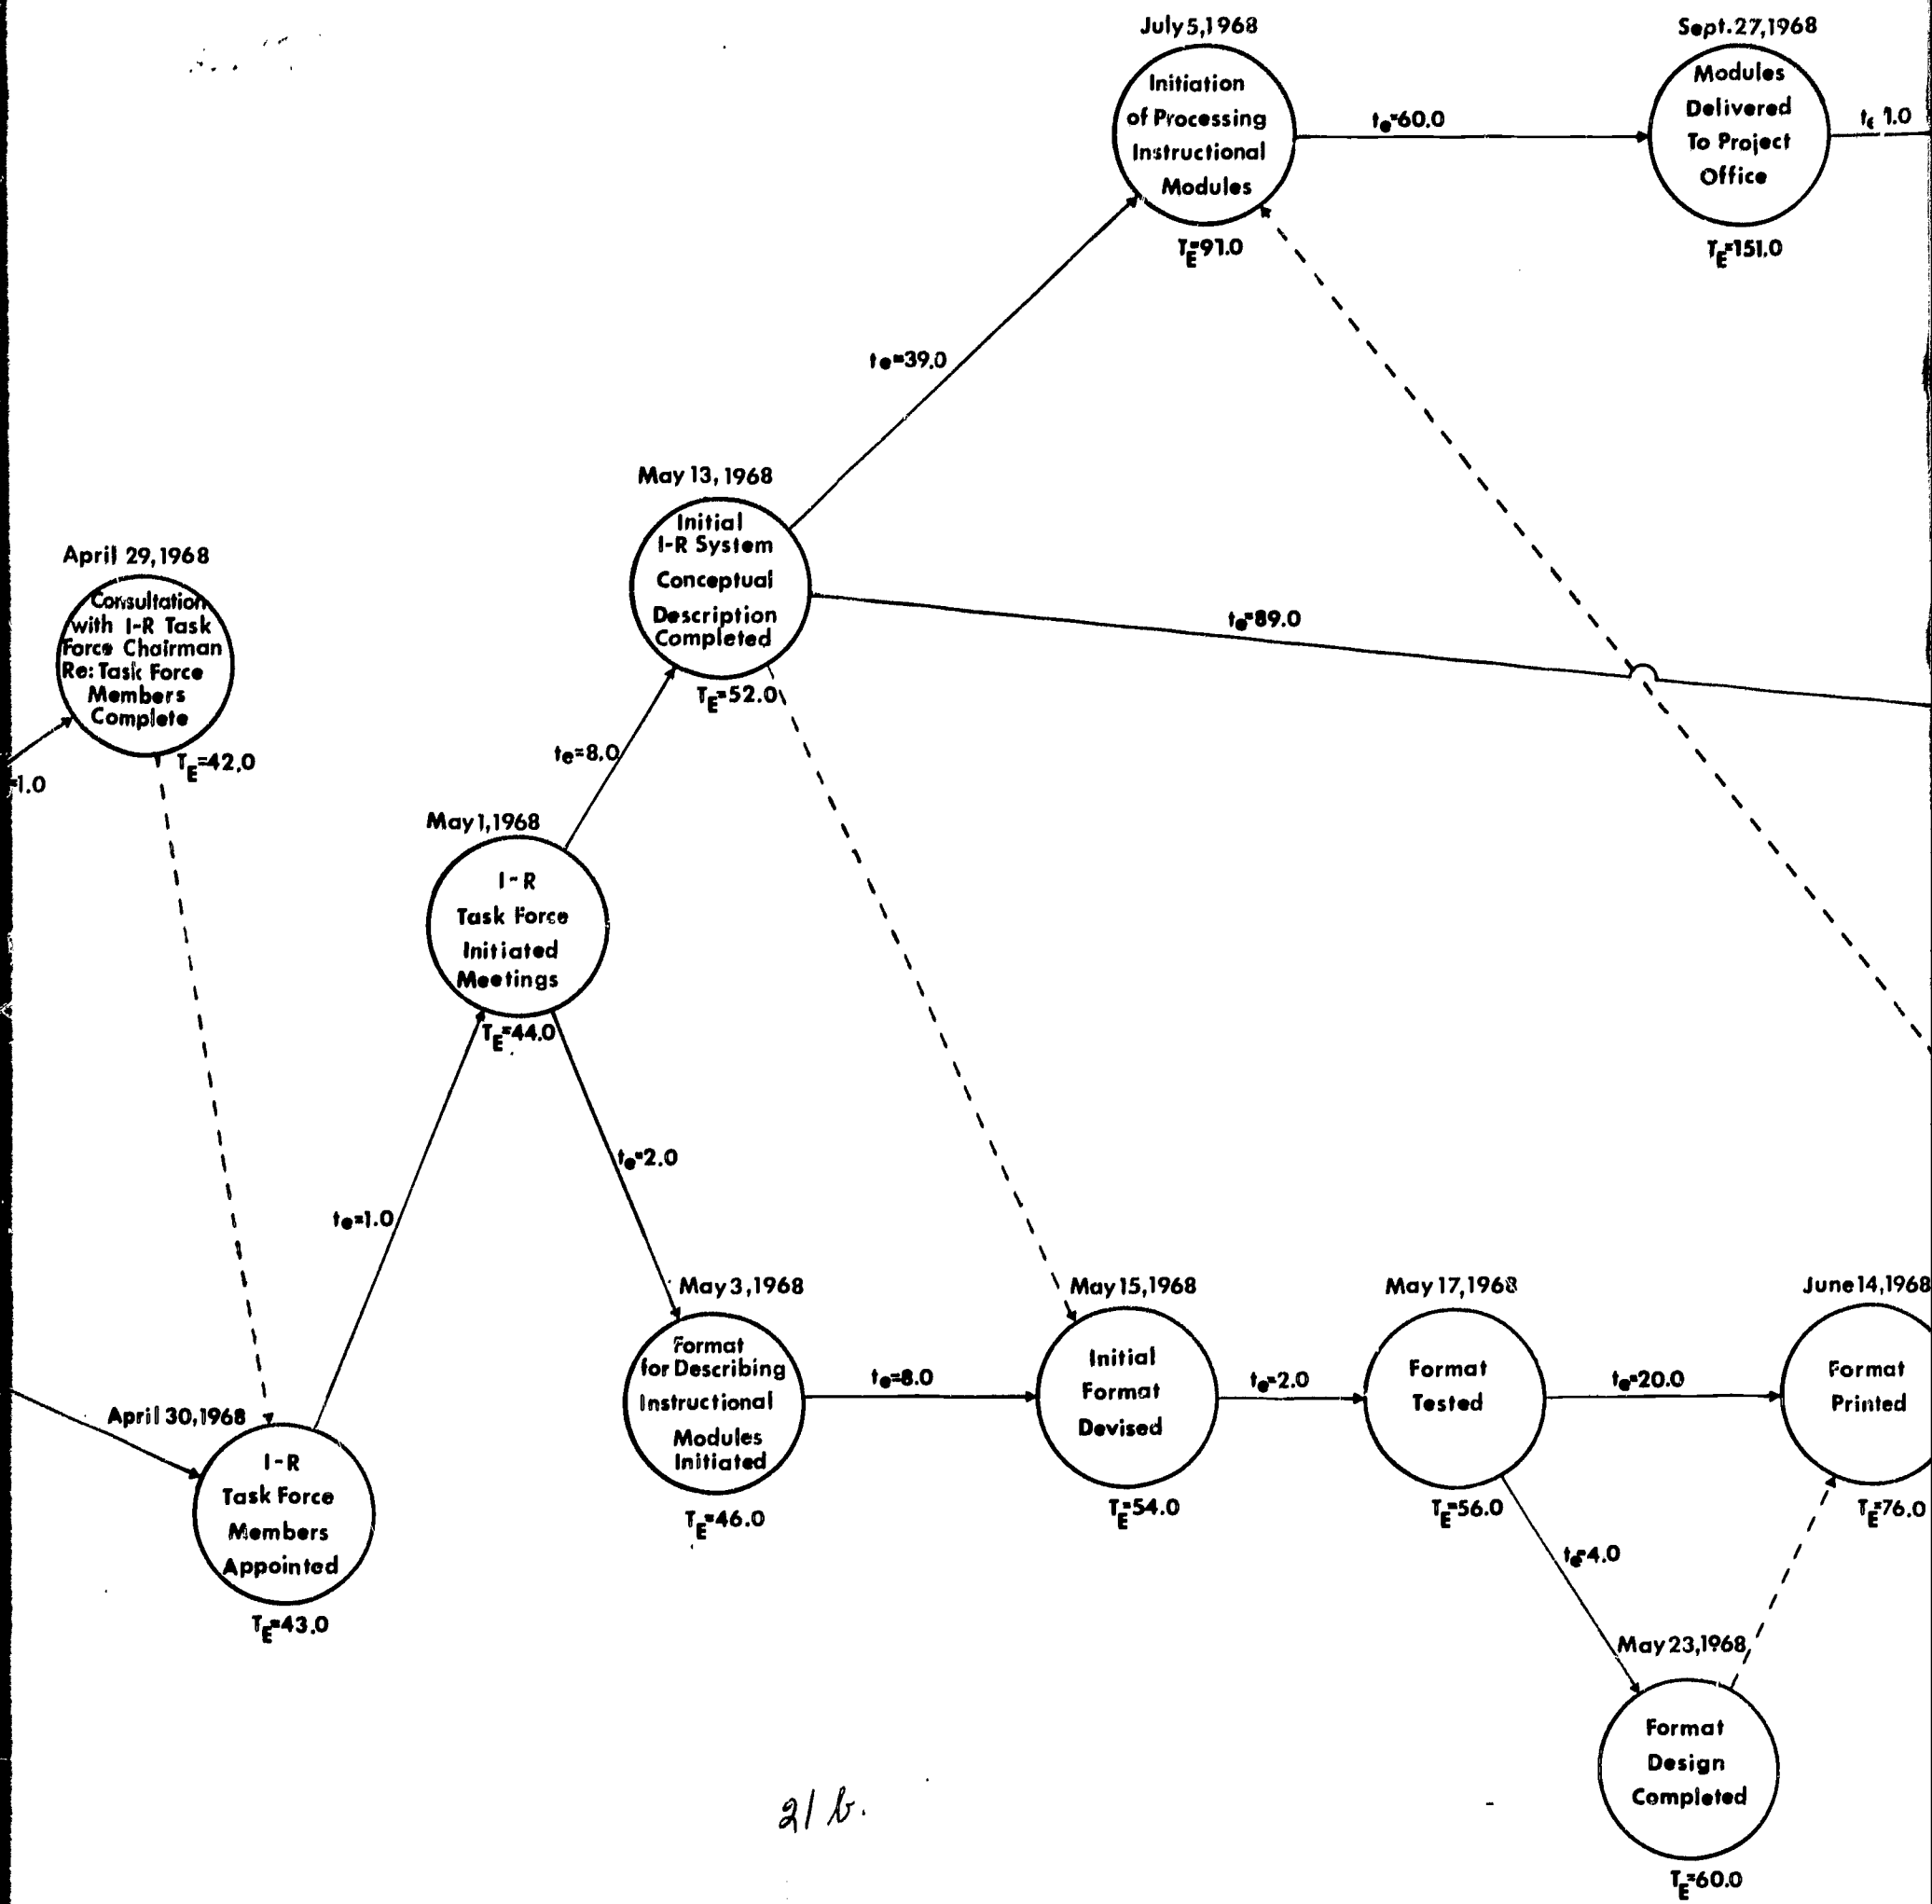 July 5,1968
Initiation
of Processing
Instructional
Modules
TE=91.0
te=60.0
Sept. 27,1968
Modules
Delivered
To Project
Office
TE=151.0
te 1.0
te=39.0
May 13, 1968
Initial
I-R System
Conceptual
Description
Completed
TE=52.0
te=89.0
April 29,1968
Consultation
with I-R Task
Force Chairman
Re: Task Force
Members
Complete
TE=42.0
=1.0
te=8.0
May 1,1968
I-R
Task Force
Initiated
Meetings
TE=44.0
te=2.0
te=1.0
May 3,1968
Format
for Describing
Instructional
Modules
Initiated
TE=46.0
te=8.0
May 15,1968
Initial
Format
Devised
TE=54.0
te=2.0
May 17,1968
Format
Tested
TE=56.0
te=20.0
June 14,1968
Format
Printed
TE=76.0
April 30,1968
I-R
Task Force
Members
Appointed
TE=43.0
te=4.0
May 23,1968
Format
Design
Completed
TE=60.0
21 b.